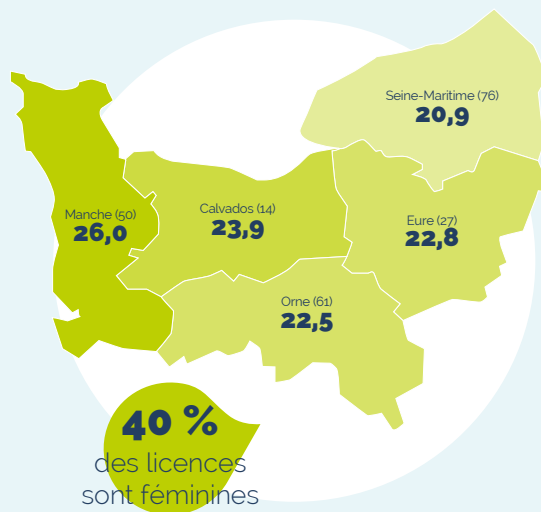 Seine-Maritime (76)
20,9
Manche (50)
26,0
Calvados (14)
23,9
Eure (27)
22,8
Orne (61)
22,5
40 %
des licences
sont féminines